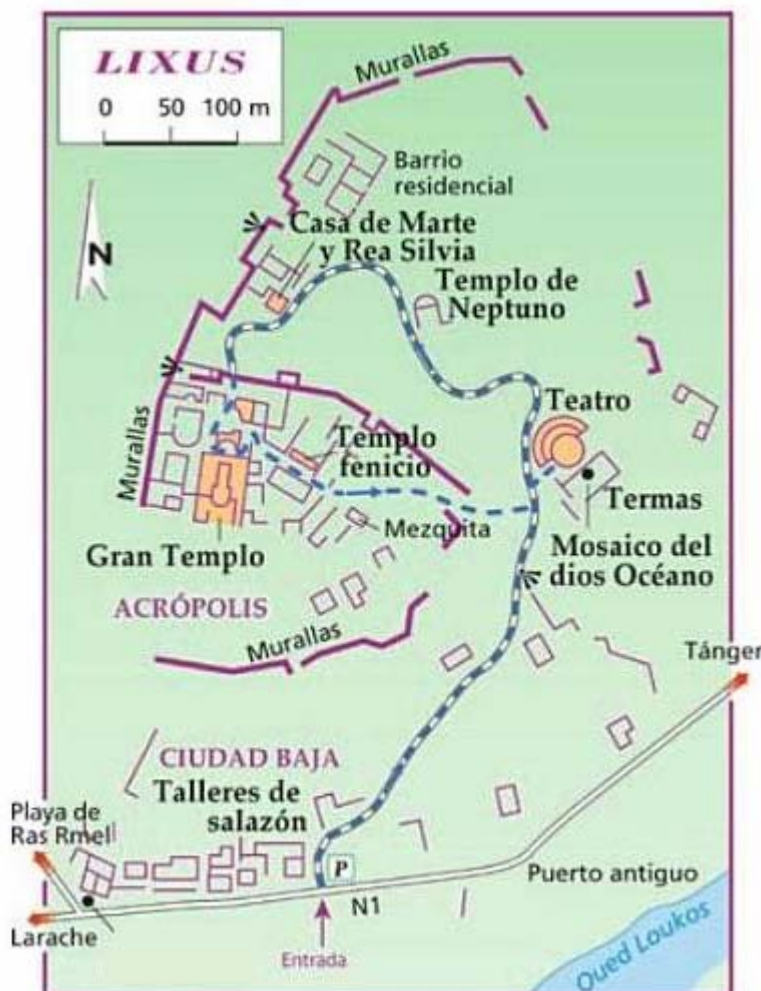 LIXUS
0 50 100 m
N
Murallas
Barrio
residencial
Casa de Marte
y Rea Silvia
Templo de
Neptuno
Teatro
Murallas
Templo
fenicio
Termas
Mezquita
Gran Templo
Mosaico del
dios Océano
ACRÓPOLIS
Murallas
Tánger
CIUDAD BAJA
Talleres de
salazón
Playa de
Ras Rmel
P
Puerto antiguo
N1
Larache
Entrada
Oued Loukos